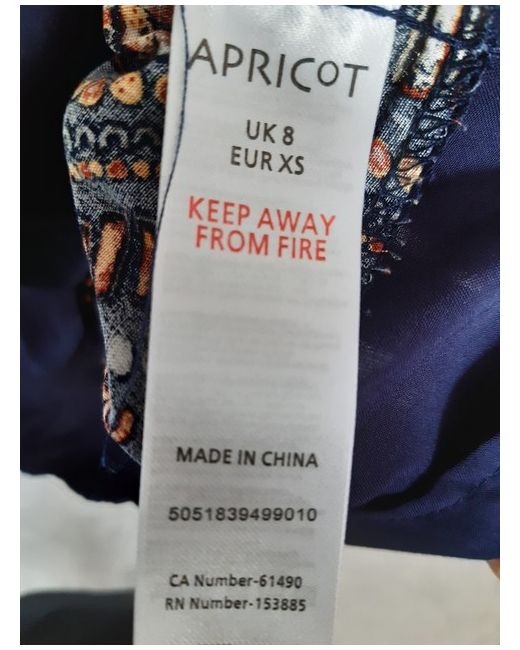 APRICOT
UK 8
EUR XS
KEEP AWAY
FROM FIRE
MADE IN CHINA
5051839499010
CA Number-61490
RN Number-153885